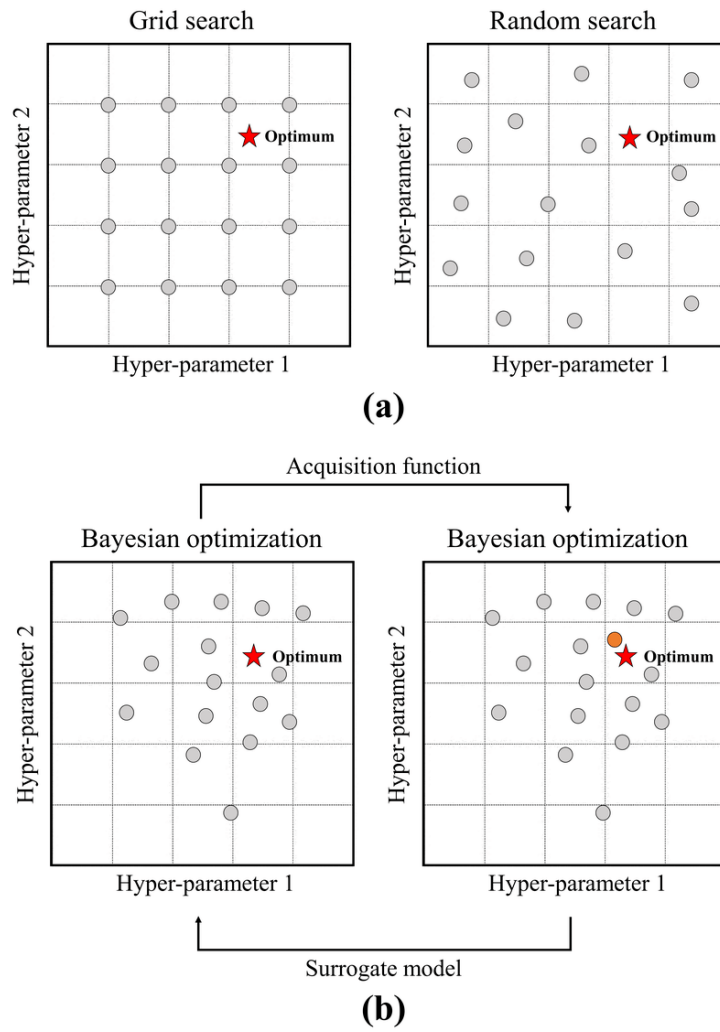 Grid search
Random search
Hyper-parameter 2
Optimum
Hyper-parameter 1
Hyper-parameter 2
Optimum
Hyper-parameter 1
(a)
Acquisition function
Bayesian optimization
Bayesian optimization
Hyper-parameter 2
Optimum
Hyper-parameter 1
Hyper-parameter 2
Optimum
Hyper-parameter 1
Surrogate model
(b)